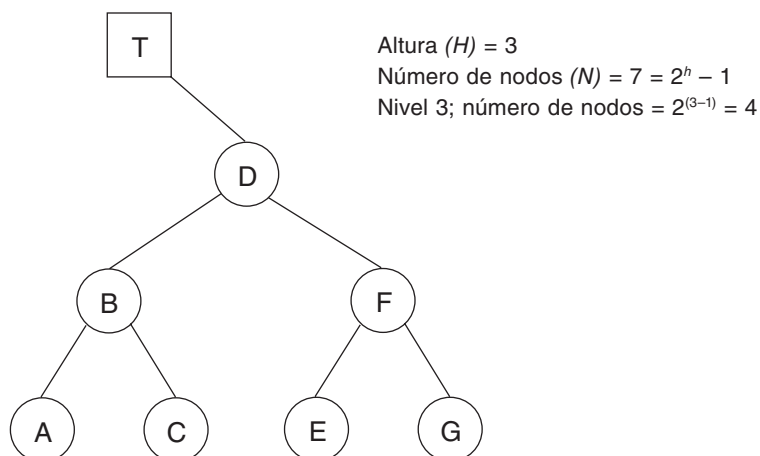 T
Altura (H) = 3
Número de nodos (N) = 7 = 2^h – 1
Nivel 3; número de nodos = 2^(3–1) = 4
D
B
F
A
C
E
G